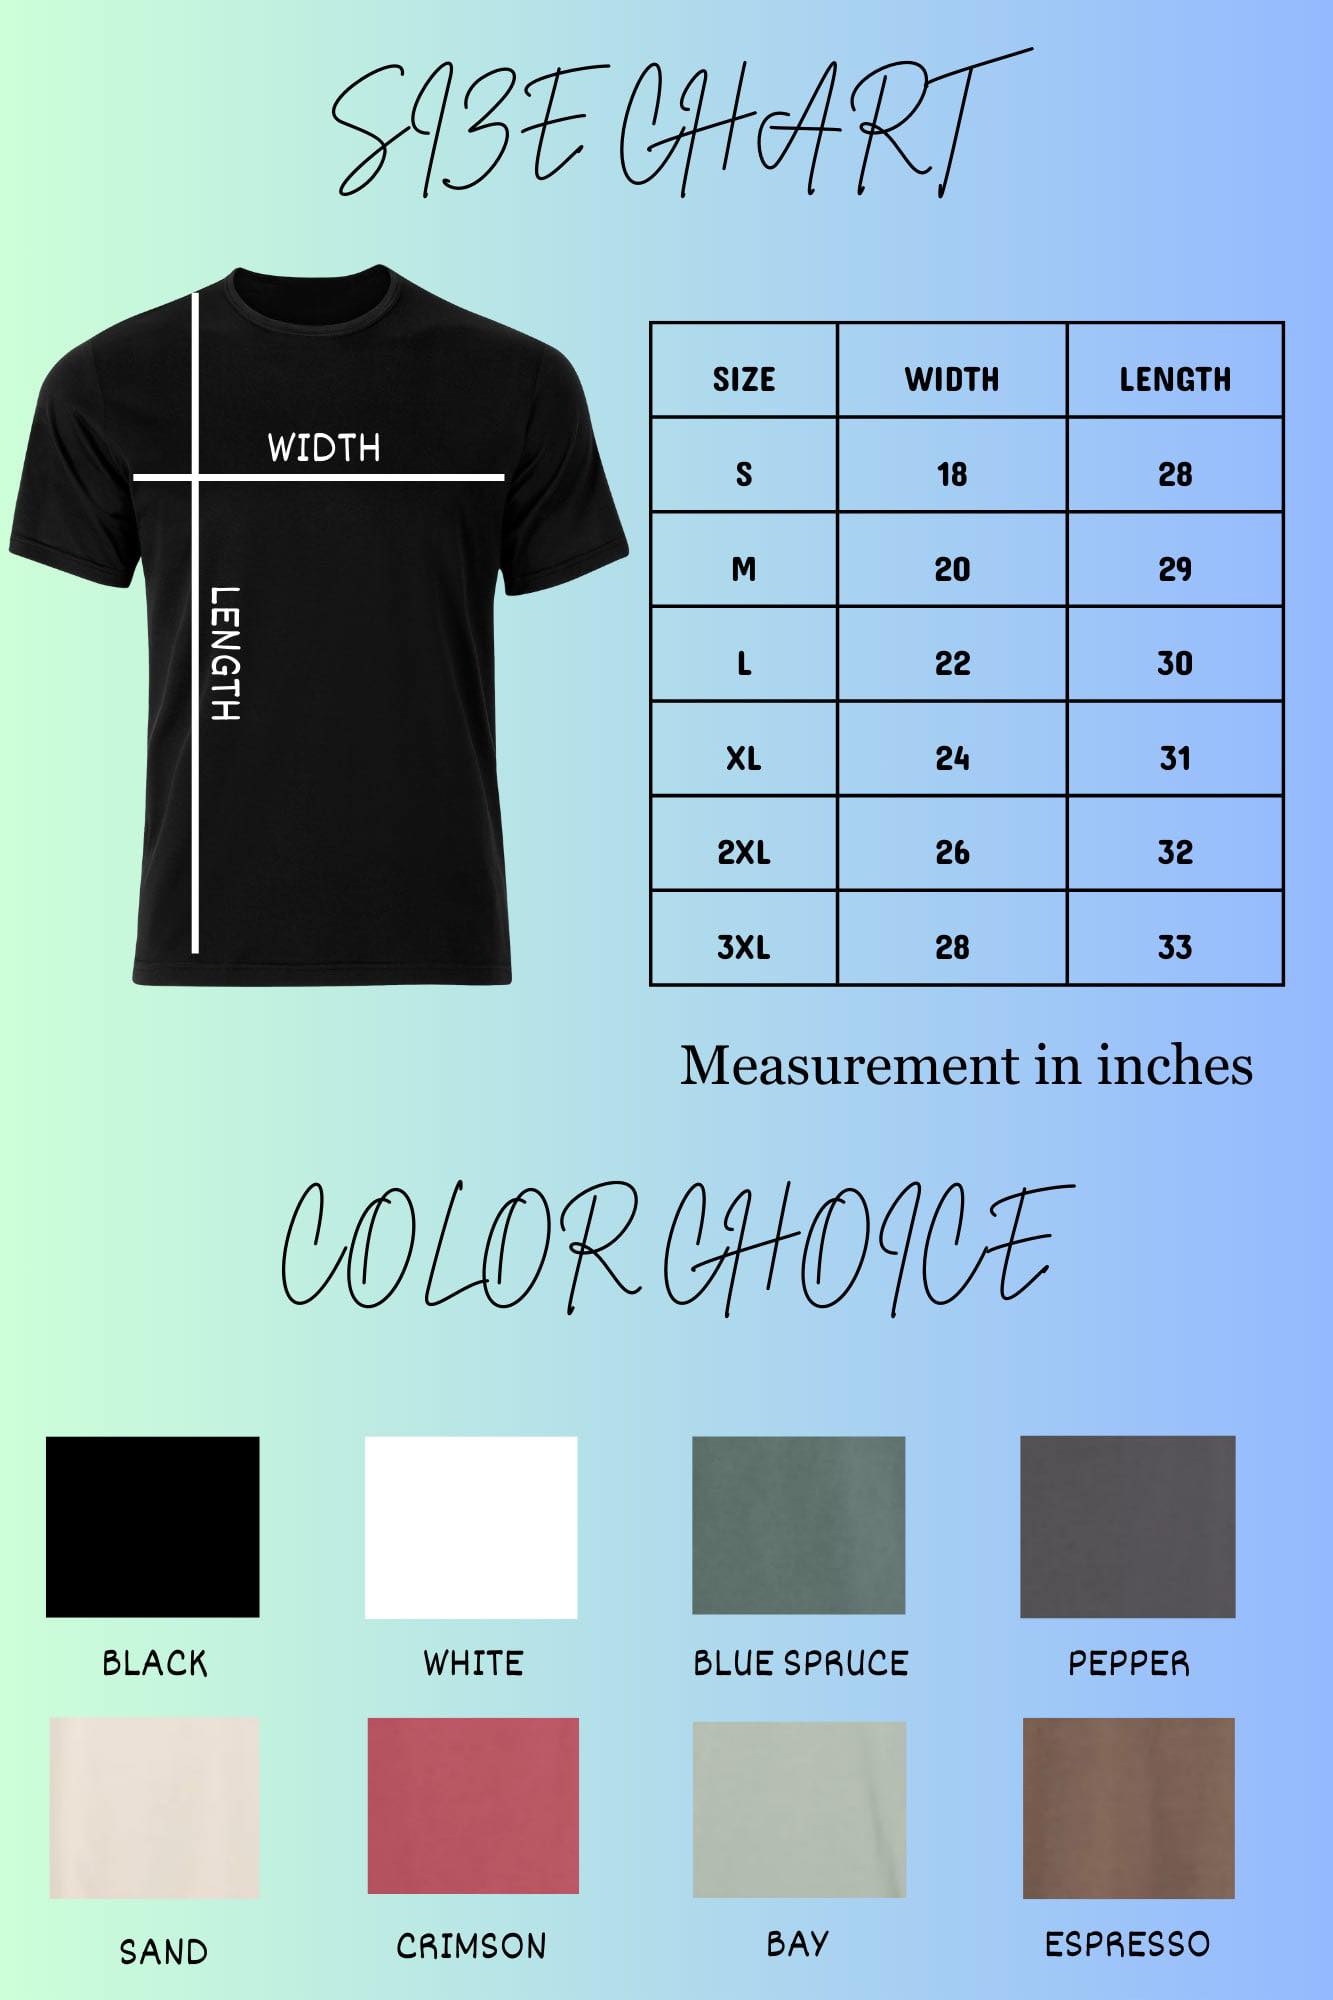 SIZE CHART
WIDTH
LENGTH
SIZE WIDTH LENGTH
S 18 28
M 20 29
L 22 30
XL 24 31
2XL 26 32
3XL 28 33
Measurement in inches
COLOR CHOICE
BLACK WHITE BLUE SPRUCE PEPPER
SAND CRIMSON BAY ESPRESSO